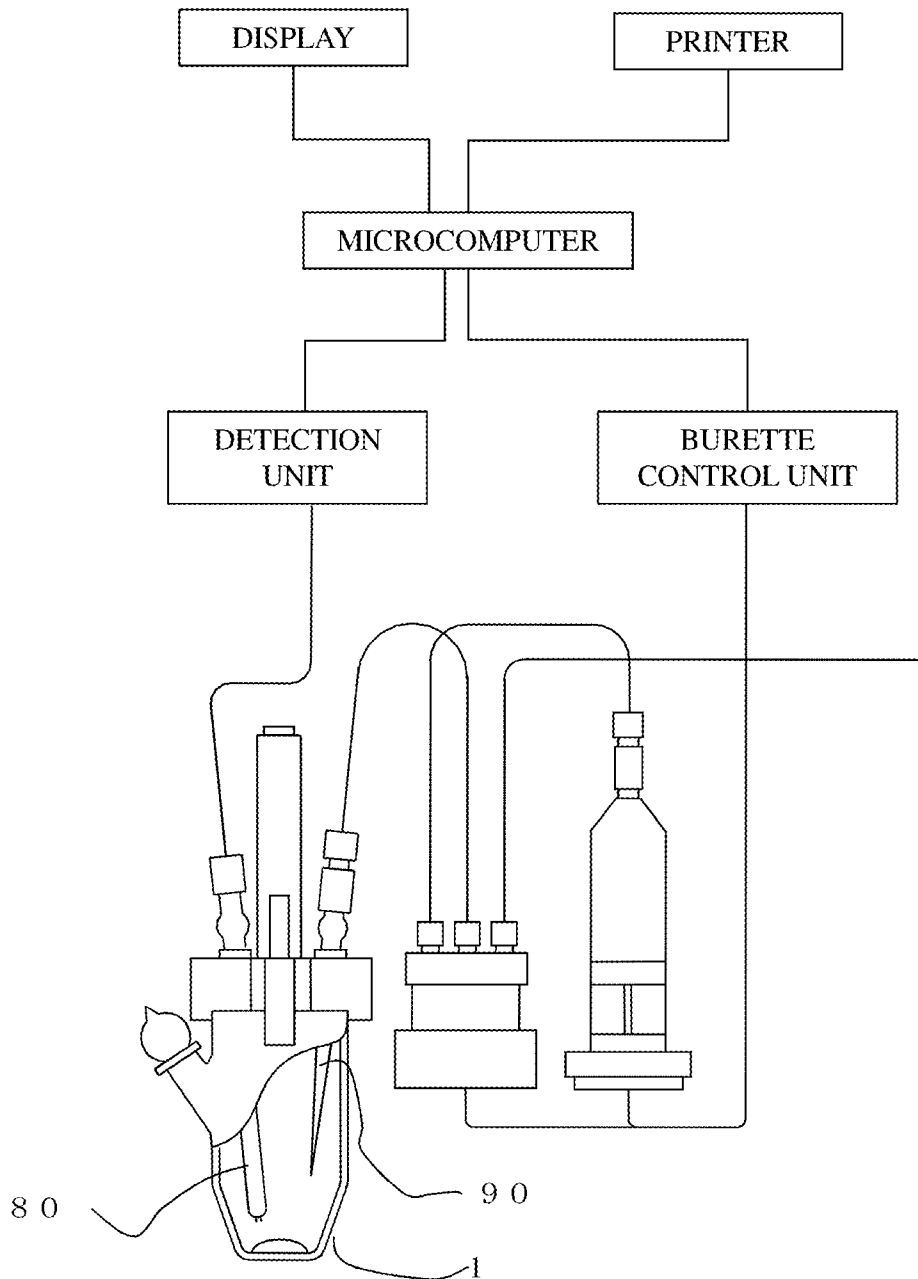 DISPLAY
PRINTER
MICROCOMPUTER
DETECTION
UNIT
BURETTE
CONTROL UNIT
８０
９０
1